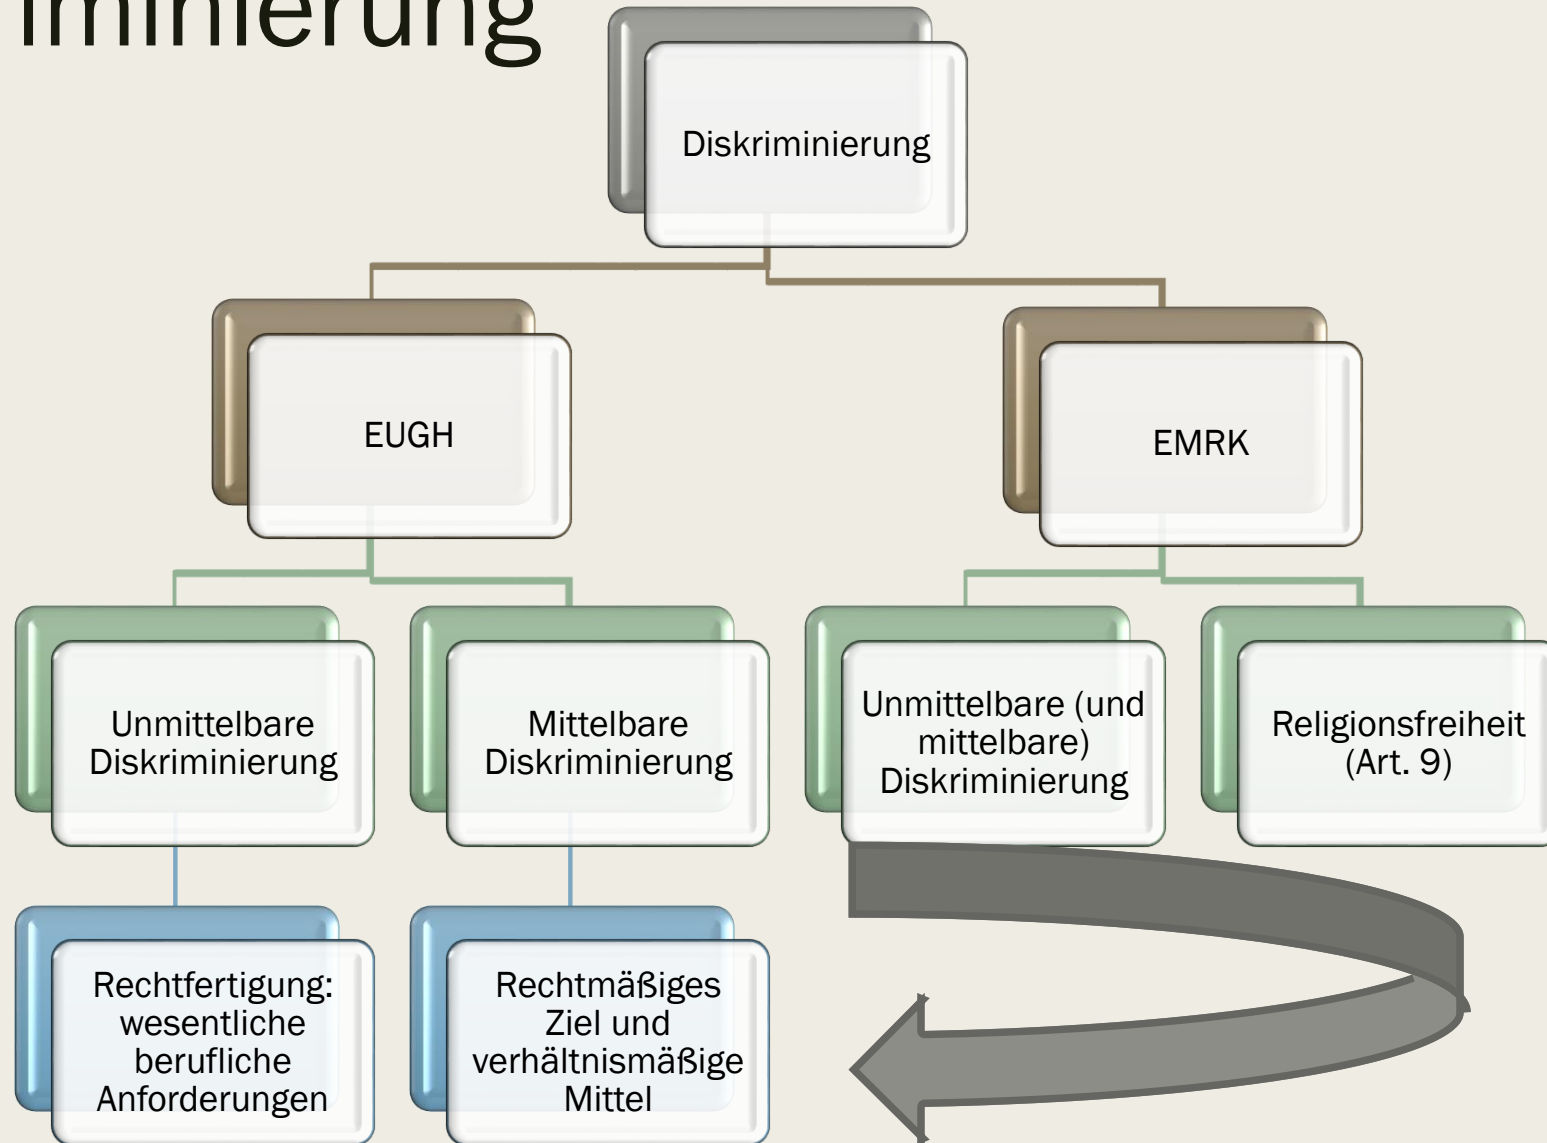 iminierung
Diskriminierung
EUGH
EMRK
Unmittelbare
Diskriminierung
Mittelbare
Diskriminierung
Unmittelbare (und
mittelbare)
Diskriminierung
Religionsfreiheit
(Art. 9)
Rechtfertigung:
wesentliche
berufliche
Anforderungen
Rechtmäßiges
Ziel und
verhältnismäßige
Mittel